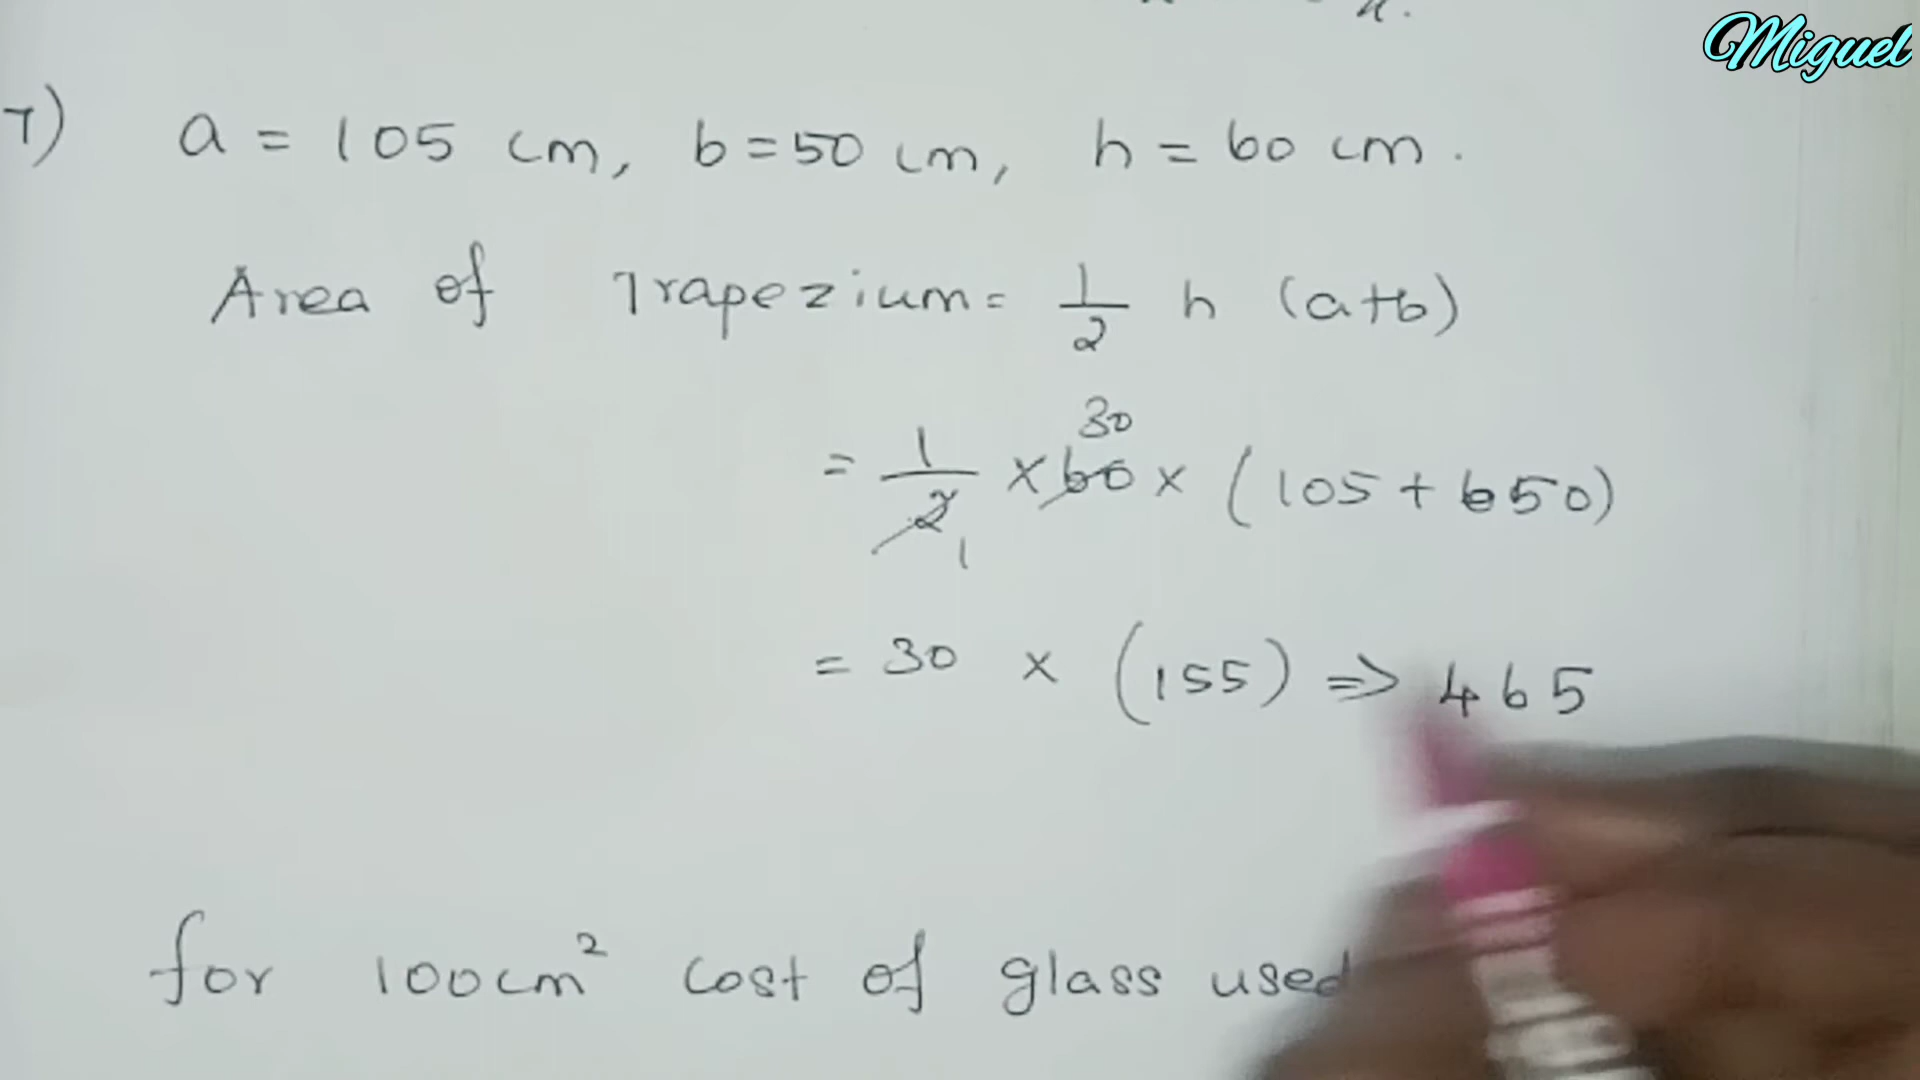 Miguel
7) a = 105 cm, b = 50 cm, h = 60 cm.
Area of Trapezium = 1/2 h (a+b)
= 1/2 1 × 60 30 × (105 + 650)
= 30 × (155) ⇒ 465
for 100cm² cost of glass used